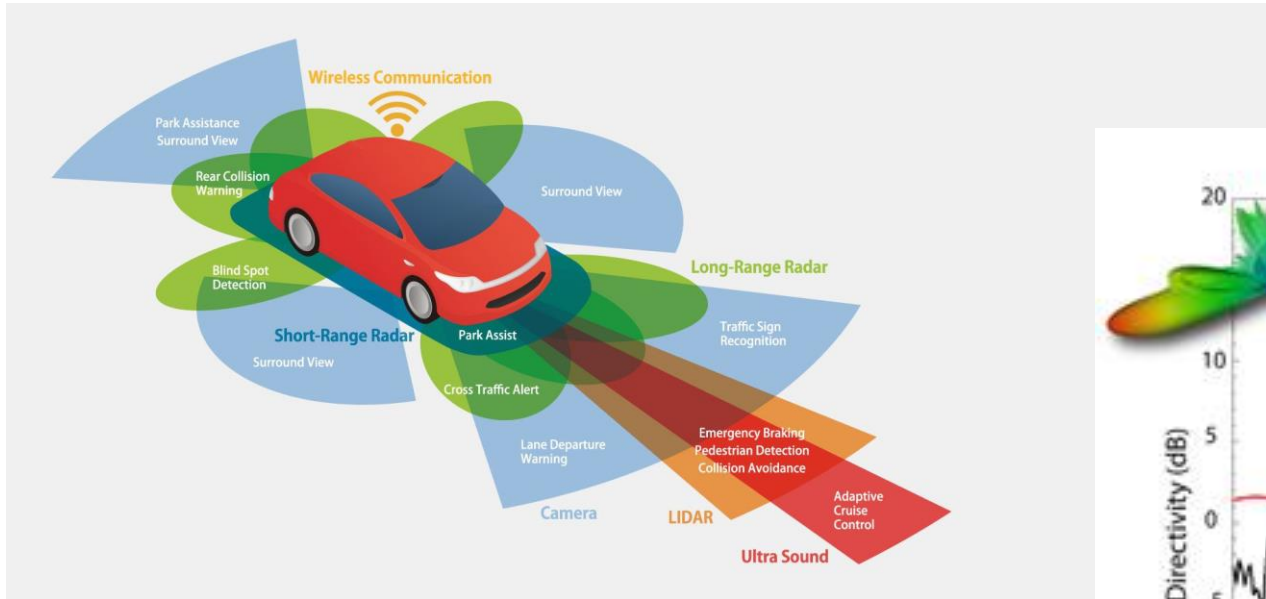 Wireless Communication
Park Assistance
Surround View
Rear Collision
Warning
Surround View
Blind Spot
Detection
Long-Range Radar
Short-Range Radar
Park Assist
Traffic Sign
Recognition
Surround View
Cross Traffic Alert
Lane Departure
Warning
Emergency Braking
Pedestrian Detection
Collision Avoidance
Camera
LIDAR
Adaptive
Cruise
Control
Ultra Sound
20
10
5
0
Directivity (dB)